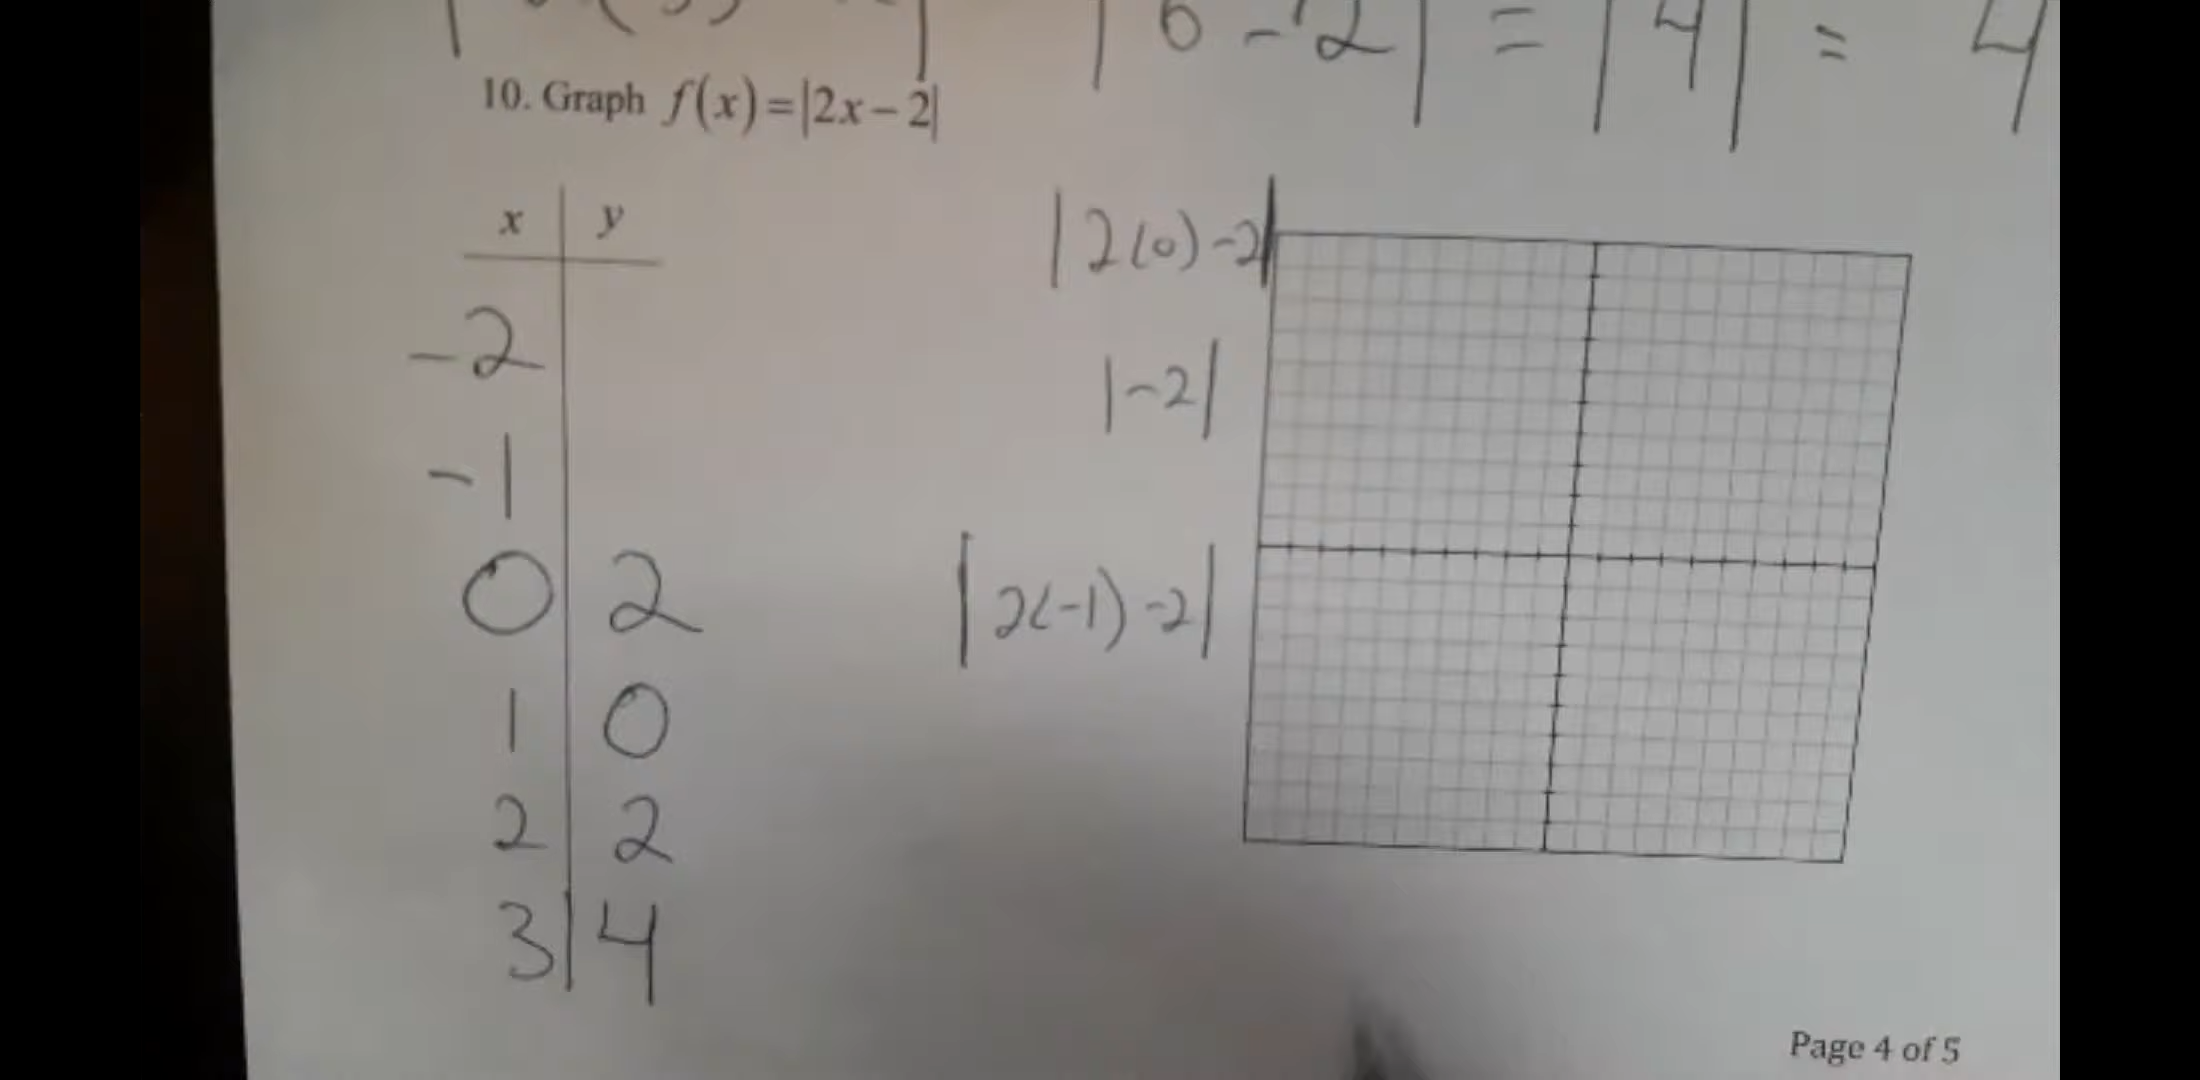 |6 - 2| = |4| = 4
10. Graph f(x)=|2x-2|
x y
-2
-1
0 2
1 0
2 2
3 4
|2(0)-2|
|-2|
|2(-1)-2|
Page 4 of 5